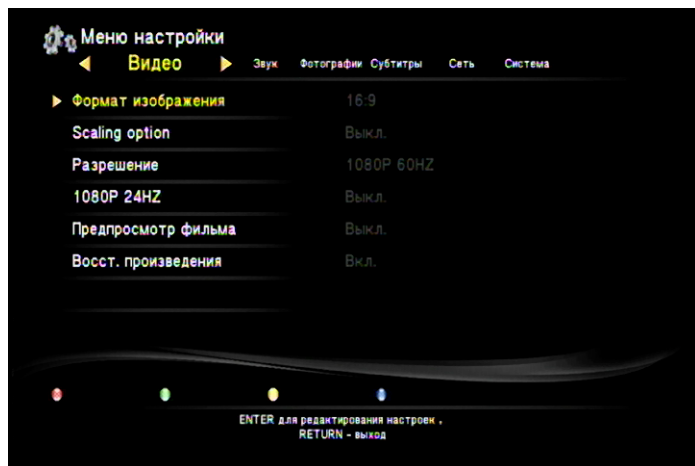 Меню настройки
Видео Звук Фотографии Субтитры Сеть Система
Формат изображения 16:9
Scaling option Выкл.
Разрешение 1080P 60HZ
1080P 24HZ Выкл.
Предпросмотр фильма Выкл.
Восст. произведения Вкл.
ENTER для редактирования настроек .
RETURN - выход